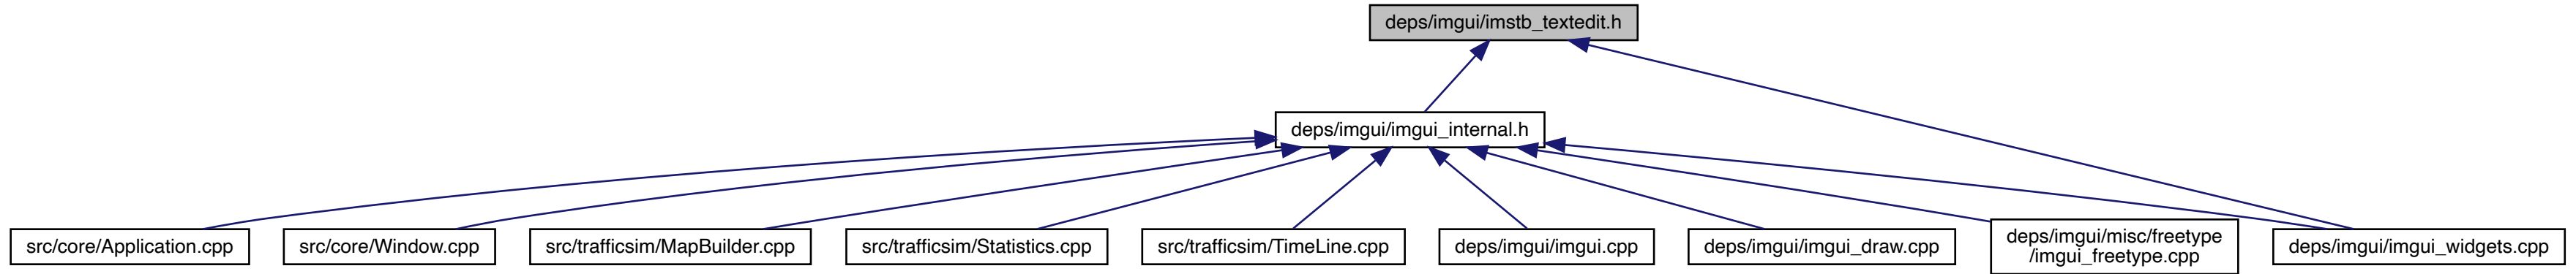 deps/imgui/imstb_textedit.h
deps/imgui/imgui_internal.h
src/core/Application.cpp
src/core/Window.cpp
src/trafficsim/MapBuilder.cpp
src/trafficsim/Statistics.cpp
src/trafficsim/TimeLine.cpp
deps/imgui/imgui.cpp
deps/imgui/imgui_draw.cpp
deps/imgui/misc/freetype
/imgui_freetype.cpp
deps/imgui/imgui_widgets.cpp